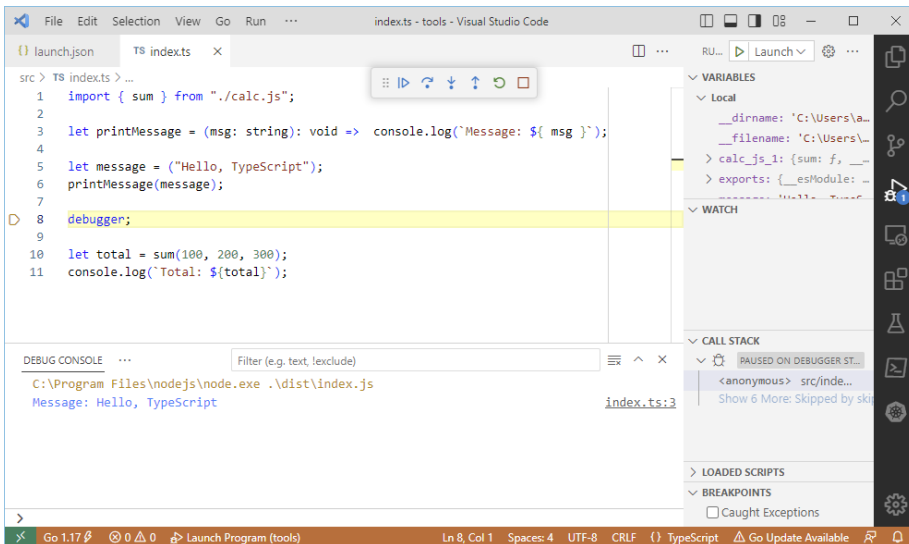 File Edit Selection View Go Run ··· index.ts - tools - Visual Studio Code
{} launch.json TS index.ts RU... Launch ···
src > TS index.ts > ...
1 import { sum } from "./calc.js";
2
3 let printMessage = (msg: string): void => console.log(`Message: ${ msg }`);
4
5 let message = ("Hello, TypeScript");
6 printMessage(message);
7
8 debugger;
9
10 let total = sum(100, 200, 300);
11 console.log(`Total: ${total}`);
VARIABLES
Local
__dirname: 'C:\Users\a...
__filename: 'C:\Users\...
> calc_js_1: {sum: ƒ, __...
> exports: {__esModule: ...
WATCH
CALL STACK
PAUSED ON DEBUGGER ST...
<anonymous> src/inde...
Show 6 More: Skipped by skip
LOADED SCRIPTS
BREAKPOINTS
Caught Exceptions
1
DEBUG CONSOLE ··· Filter (e.g. text, !exclude)
C:\Program Files\nodejs\node.exe .\dist\index.js
Message: Hello, TypeScript index.ts:3
>
Go 1.17 0 0 Launch Program (tools) Ln 8, Col 1 Spaces: 4 UTF-8 CRLF {} TypeScript Go Update Available